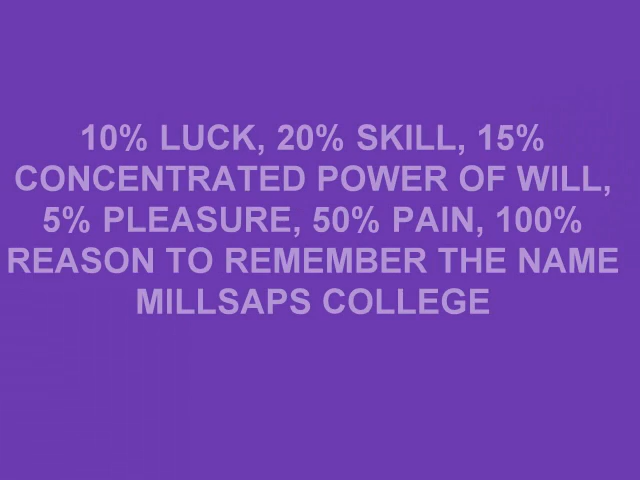 10% LUCK, 20% SKILL, 15%
CONCENTRATED POWER OF WILL,
5% PLEASURE, 50% PAIN, 100%
REASON TO REMEMBER THE NAME
MILLSAPS COLLEGE